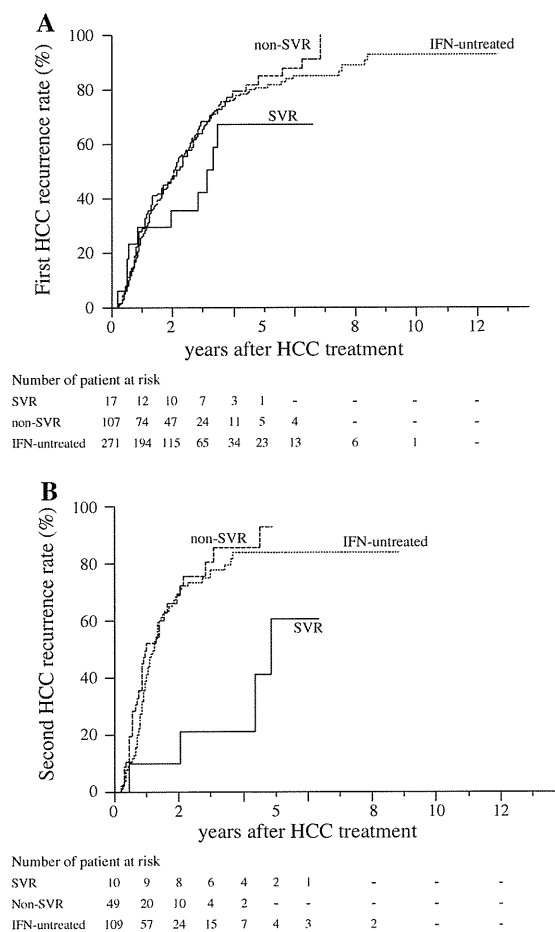 A
First HCC recurrence rate (%)
100
80
60
40
20
0
non-SVR
IFN-untreated
SVR
0 2 5 8 10 12
years after HCC treatment
Number of patient at risk
SVR 17 12 10 7 3 1 - - - -
non-SVR 107 74 47 24 11 5 4 - - -
IFN-untreated 271 194 115 65 34 23 13 6 1 -
B
Second HCC recurrence rate (%)
100
80
60
40
20
0
non-SVR
IFN-untreated
SVR
0 2 5 8 10 12
years after HCC treatment
Number of patient at risk
SVR 10 9 8 6 4 2 1 - - -
Non-SVR 49 20 10 4 2 - - - - -
IFN-untreated 109 57 24 15 7 4 3 2 - -